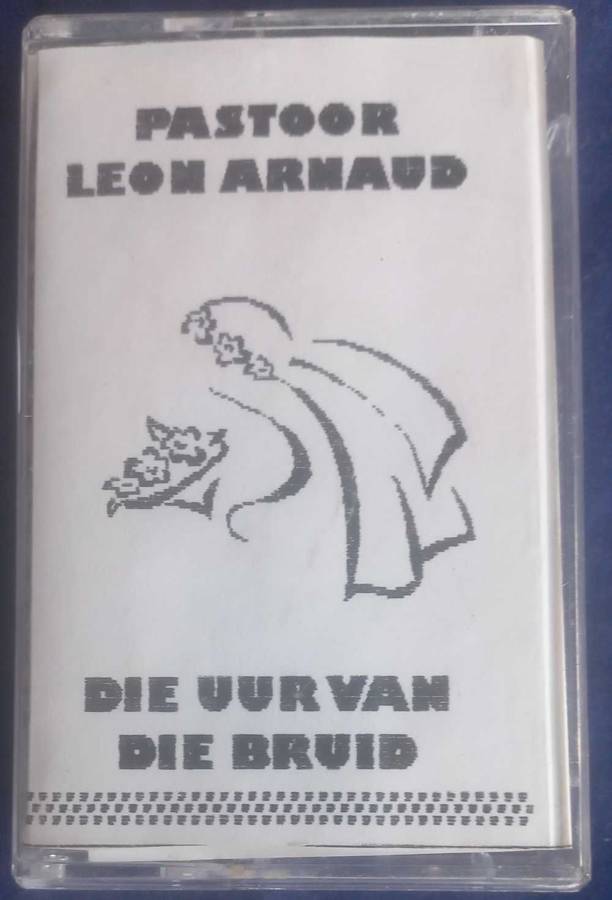 PASTOOR
LEON ARNAUD
DIE UUR VAN
DIE BRUID